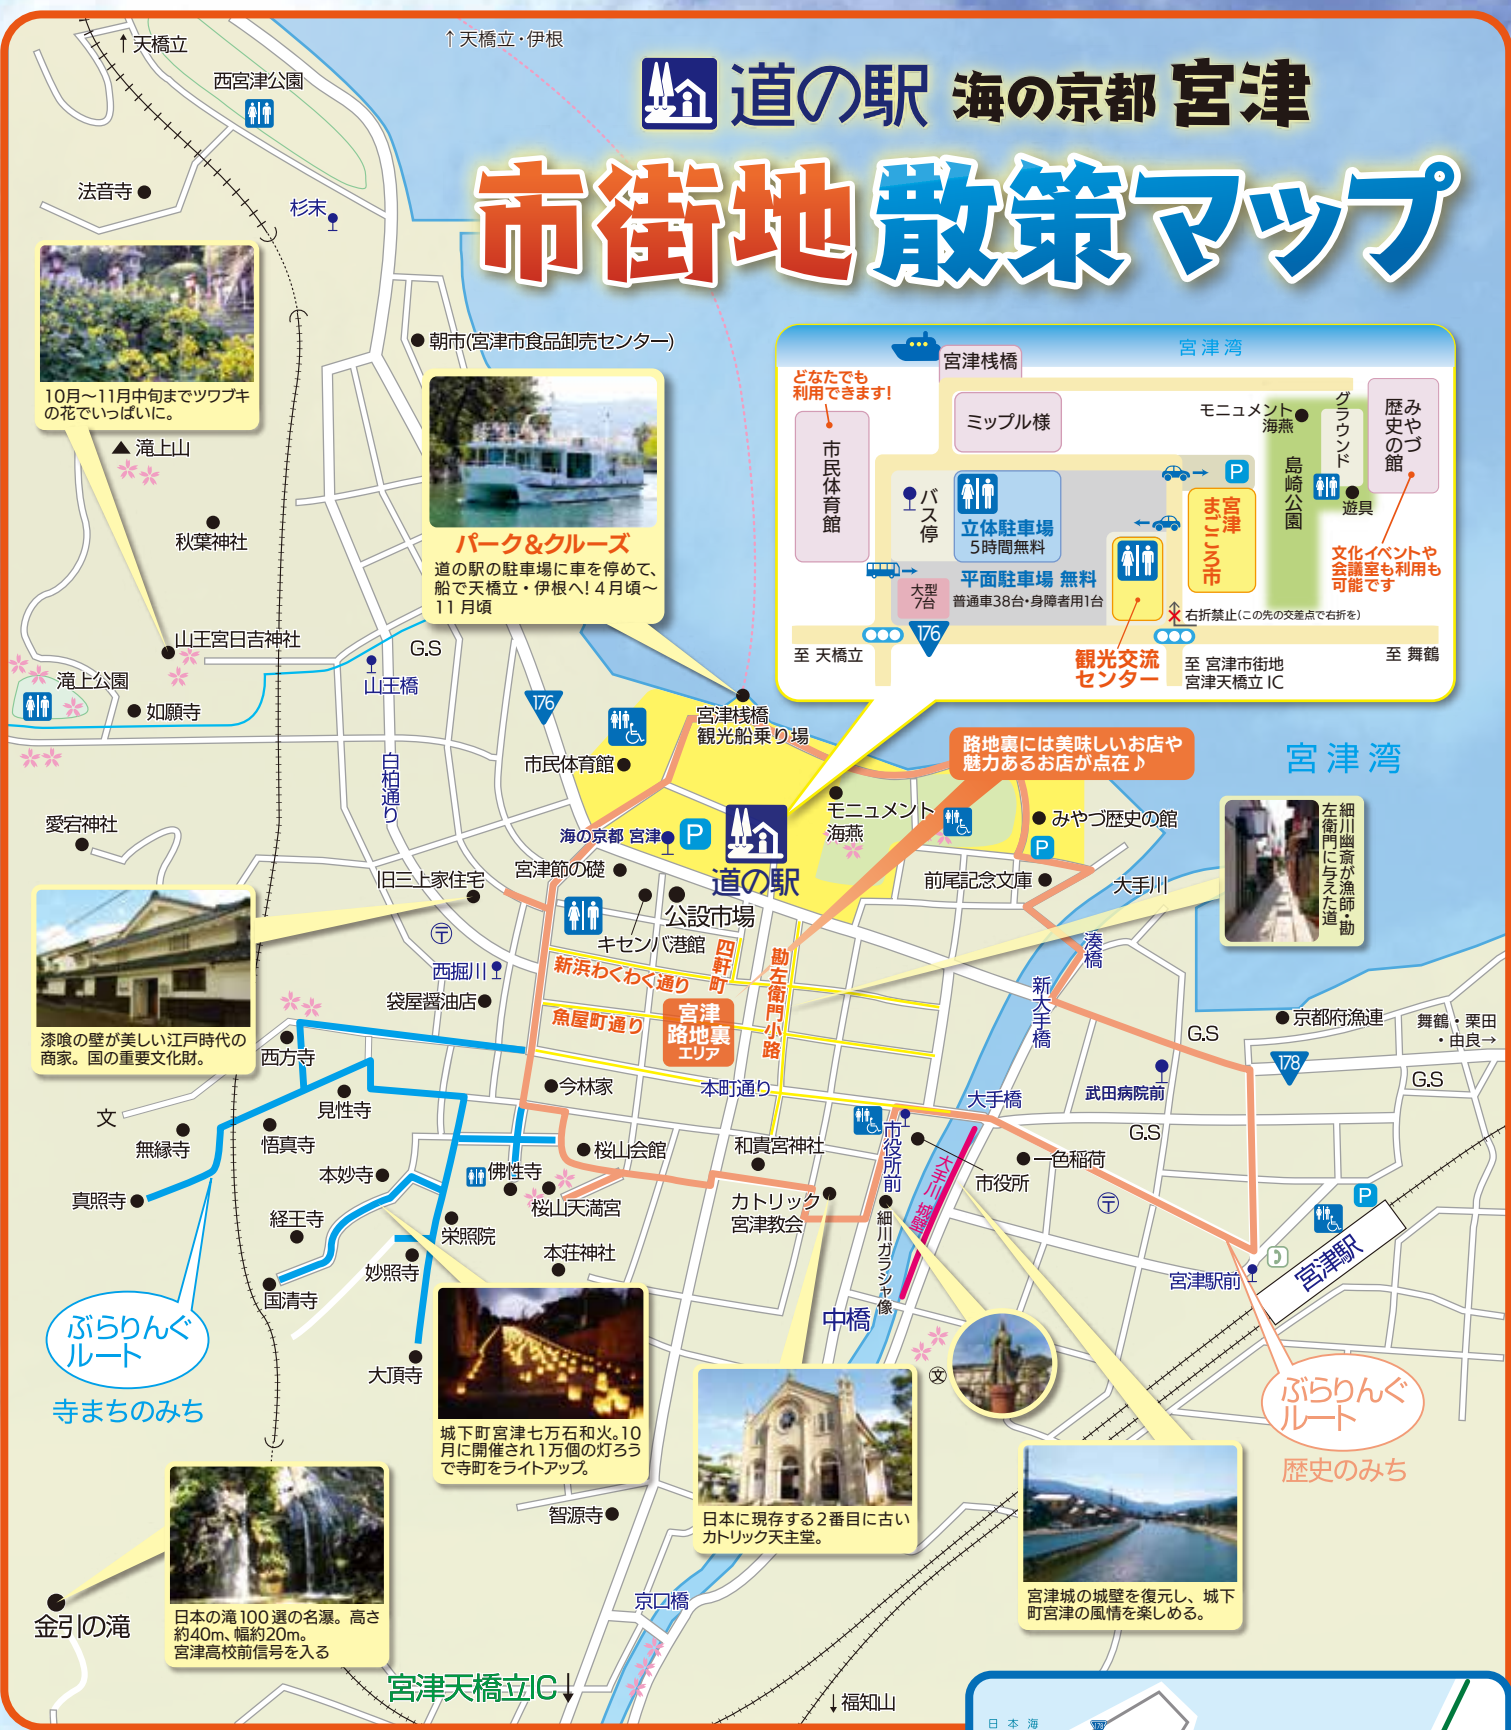 ↑天橋立
↑天橋立・伊根
西宮津公園
道の駅 海の京都 宮津
市街地散策マップ
法音寺
杉末
10月～11月中旬までツワブキ
の花でいっぱいに。
滝上山
秋葉神社
朝市(宮津市食品卸売センター)
パーク&クルーズ
道の駅の駐車場に車を停めて、
船で天橋立・伊根へ!4月頃～
11月頃
宮津湾
宮津桟橋
どなたでも
利用できます!
市民体育館
ミップル様
モニュメント
海燕
グラウンド
みやづ
歴史の館
島崎公園
遊具
バス停
立体駐車場
5時間無料
P
宮津
まごころ市
平面駐車場 無料
普通車38台・身障者用1台
大型
7台
176
文化イベントや
会議室も利用も
可能です
右折禁止(この先の交差点で右折を)
至 天橋立
観光交流
センター
至 宮津市街地
宮津天橋立IC
至 舞鶴
山王宮日吉神社
G.S
滝上公園
山王橋
如願寺
176
宮津桟橋
観光船乗り場
路地裏には美味しいお店や
魅力あるお店が点在♪
宮津湾
市民体育館
白柏通り
モニュメント
海燕
みやづ歴史の館
P
細川幽斎が漁師・勘
左衛門に与えた道
愛宕神社
海の京都 宮津
P
道の駅
宮津節の礎
旧三上家住宅
前尾記念文庫
大手川
公設市場
キセンバ港館
〒
西堀川
四軒町
新浜わくわく通り
勘左衛門小路
湊橋
新大手橋
袋屋醤油店
魚屋町通り
宮津
路地裏
エリア
漆喰の壁が美しい江戸時代の
商家。国の重要文化財。
西方寺
京都府漁連
舞鶴・栗田
・由良→
G.S
178
G.S
見性寺
今林家
本町通り
大手橋
武田病院前
文
無縁寺
悟真寺
桜山会館
和貴宮神社
市役所前
G.S
一色稲荷
市役所
本妙寺
佛性寺
真照寺
桜山天満宮
カトリック
宮津教会
大手川 城壁
〒
P
経王寺
栄照院
妙照寺
本荘神社
細川ガラシャ像
宮津駅前
宮津駅
国清寺
中橋
ぶらりんぐ
ルート
寺まちのみち
大頂寺
文
ぶらりんぐ
ルート
歴史のみち
城下町宮津七万石和火。10
月に開催され1万個の灯ろう
で寺町をライトアップ。
日本に現存する2番目に古い
カトリック天主堂。
智源寺
宮津城の城壁を復元し、城下
町宮津の風情を楽しめる。
金引の滝
日本の滝100選の名瀑。高さ
約40m、幅約20m。
宮津高校前信号を入る
京口橋
宮津天橋立IC↓
↓福知山
日本海
178